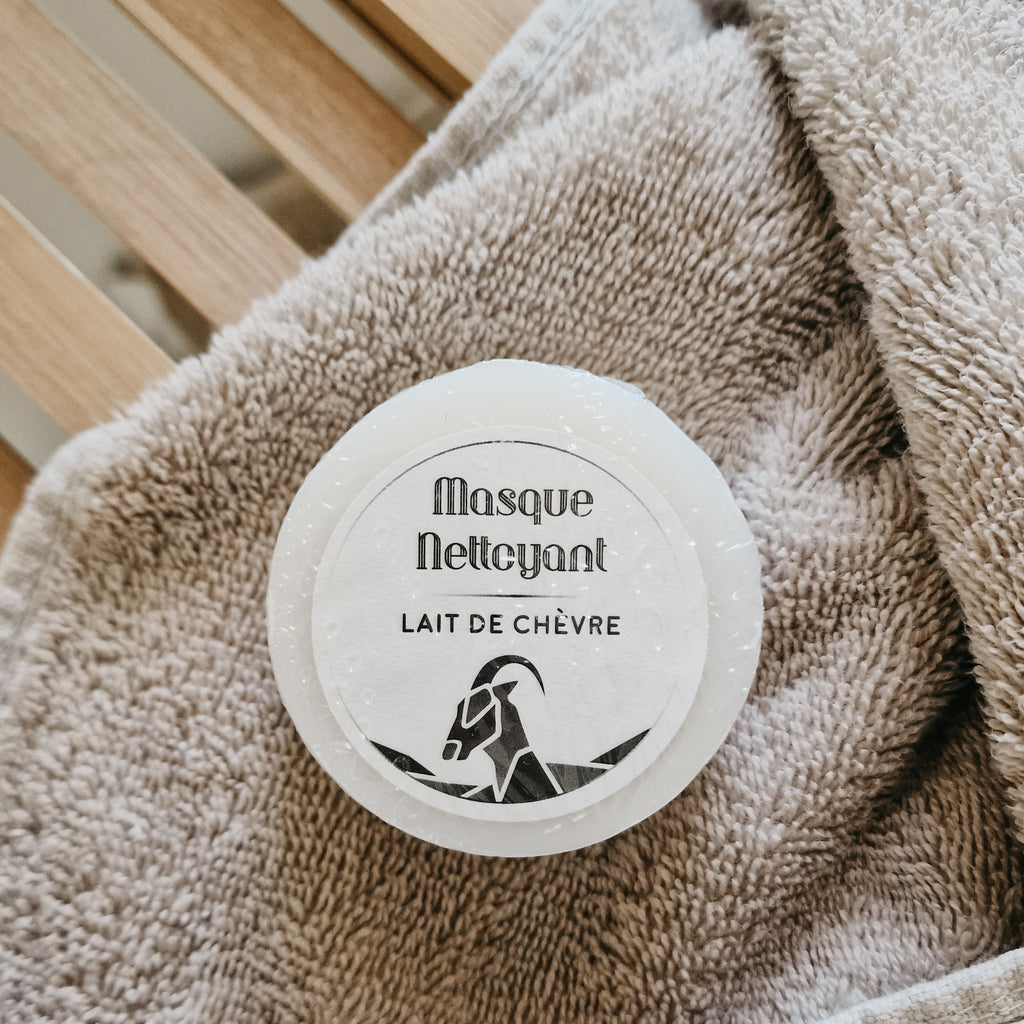 Masque
Nettoyant
LAIT DE CHÈVRE